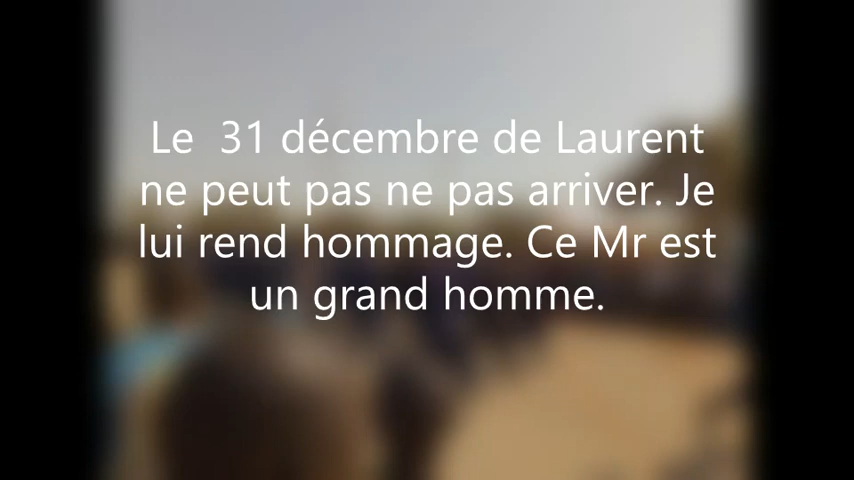 Le  31 décembre de Laurent
ne peut pas ne pas arriver. Je
lui rend hommage. Ce Mr est
un grand homme.